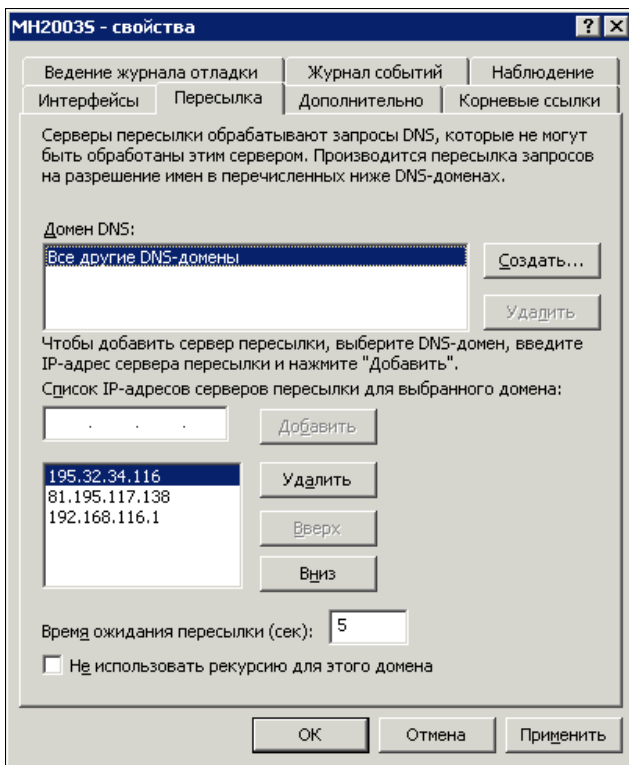 MH2003S - свойства
Ведение журнала отладки
Журнал событий
Наблюдение
Интерфейсы
Пересылка
Дополнительно
Корневые ссылки
Серверы пересылки обрабатывают запросы DNS, которые не могут
быть обработаны этим сервером. Производится пересылка запросов
на разрешение имен в перечисленных ниже DNS-доменах.
Домен DNS:
Все другие DNS-домены
Создать...
Удалить
Чтобы добавить сервер пересылки, выберите DNS-домен, введите
IP-адрес сервера пересылки и нажмите "Добавить".
Список IP-адресов серверов пересылки для выбранного домена:
. . .
Добавить
195.32.34.116
81.195.117.138
192.168.116.1
Удалить
Вверх
Вниз
Время ожидания пересылки (сек):
5
Не использовать рекурсию для этого домена
ОК
Отмена
Применить